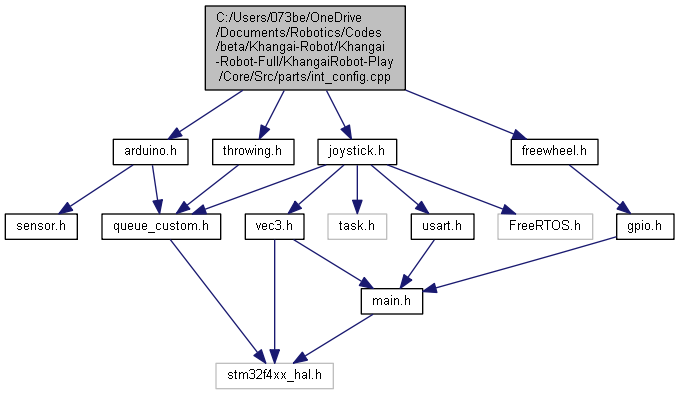 C:/Users/073be/OneDrive
/Documents/Robotics/Codes
/beta/Khangai-Robot/Khangai
-Robot-Full/KhangaiRobot-Play
/Core/Src/parts/int_config.cpp
arduino.h
throwing.h
joystick.h
freewheel.h
sensor.h
queue_custom.h
vec3.h
task.h
usart.h
FreeRTOS.h
gpio.h
main.h
stm32f4xx_hal.h